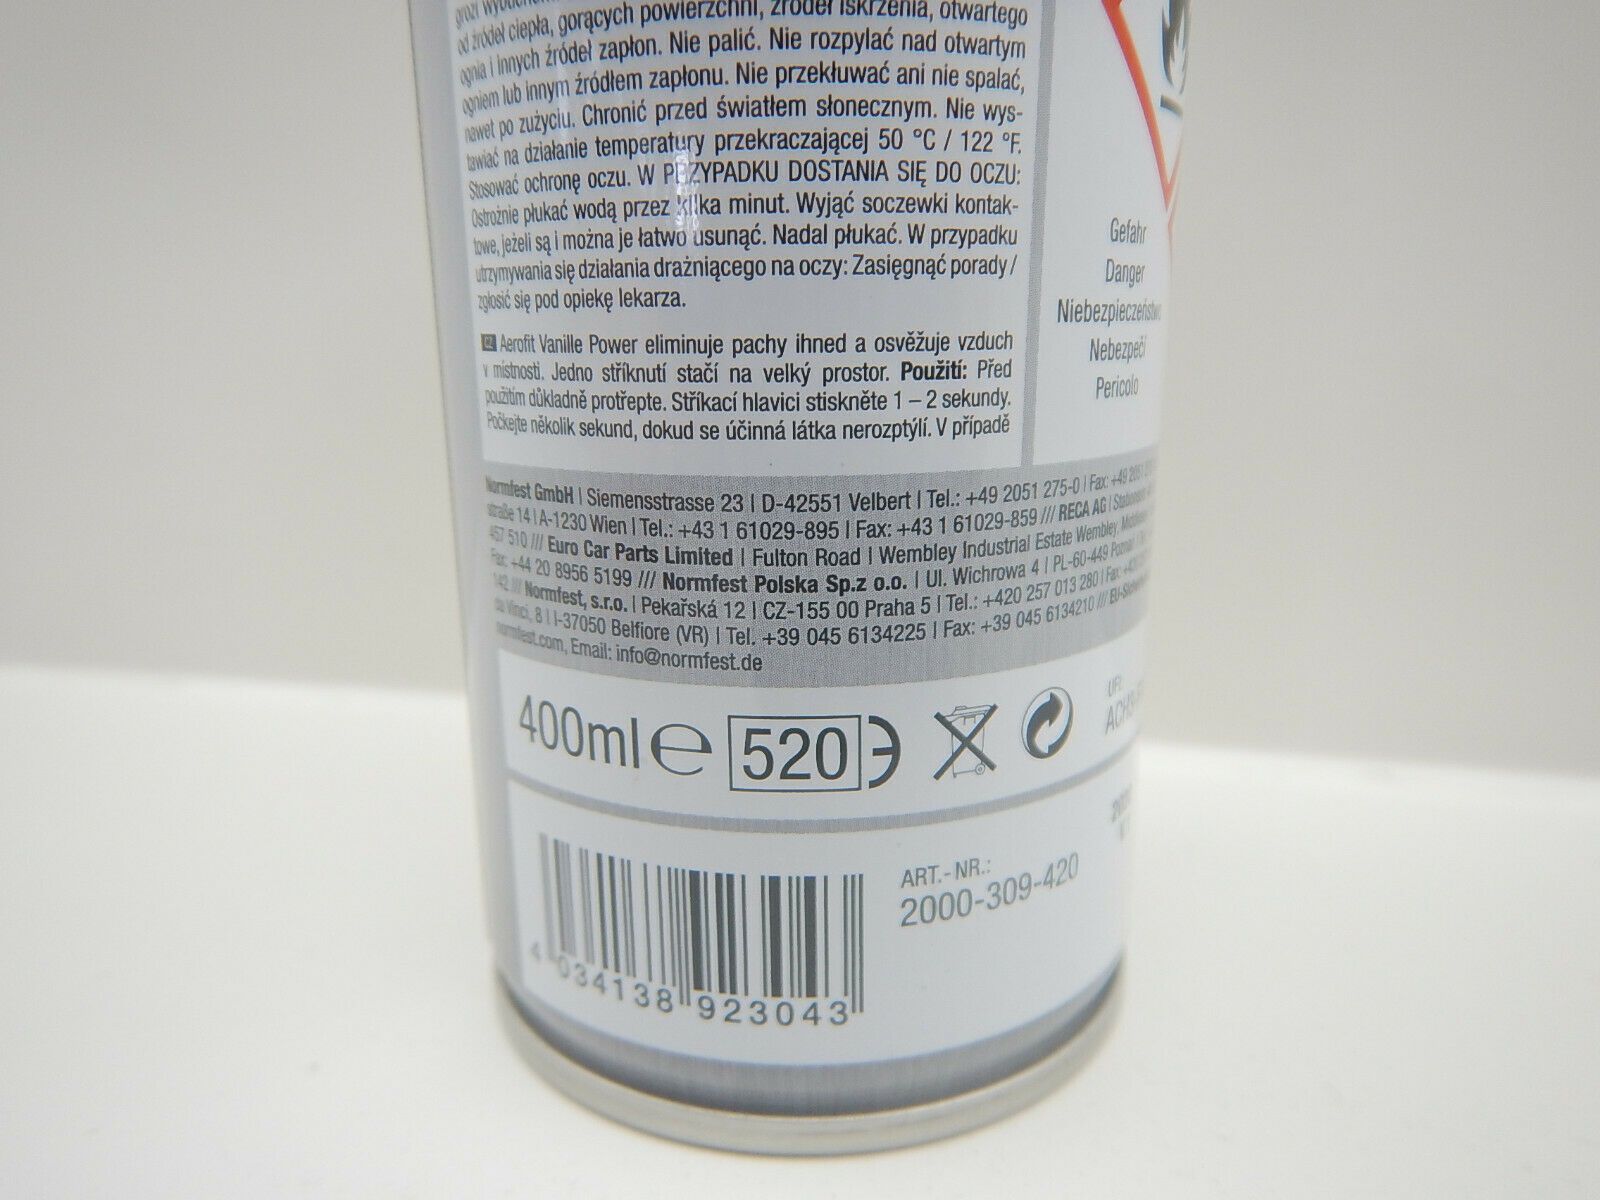 od źródeł ciepła, gorących powierzchni, źródeł iskrzenia, otwartego
ognia i innych źródeł zapłon. Nie palić. Nie rozpylać nad otwartym
ogniem lub innym źródłem zapłonu. Nie przekłuwać ani nie spalać,
nawet po zużyciu. Chronić przed światłem słonecznym. Nie wys-
tawiać na działanie temperatury przekraczającej 50 °C / 122 °F.
Stosować ochronę oczu. W PRZYPADKU DOSTANIA SIĘ DO OCZU:
Ostrożnie płukać wodą przez kilka minut. Wyjąć soczewki kontak-
towe, jeżeli są i można je łatwo usunąć. Nadal płukać. W przypadku
utrzymywania się działania drażniącego na oczy: Zasięgnąć porady /
zgłosić się pod opiekę lekarza.
CZ Aerofit Vanille Power eliminuje pachy ihned a osvěžuje vzduch
v místnosti. Jedno stříknutí stačí na velký prostor. Použití: Před
použitím důkladně protřepte. Stříkací hlavici stiskněte 1 – 2 sekundy.
Počkejte několik sekund, dokud se účinná látka nerozptýlí. V případě
Gefahr
Danger
Niebezpieczeństwo
Nebezpečí
Pericolo
Normfest GmbH | Siemensstrasse 23 | D-42551 Velbert | Tel.: +49 2051 275-0 | Fax: +49 2051
straße 14 | A-1230 Wien | Tel.: +43 1 61029-895 | Fax: +43 1 61029-859 /// RECA AG |
457 510 /// Euro Car Parts Limited | Fulton Road | Wembley Industrial Estate Wembley,
Fax: +44 20 8956 5199 /// Normfest Polska Sp.z o.o. | Ul. Wichrowa 4 | PL-60-449 Poznań
142 /// Normfest, s.r.o. | Pekařská 12 | CZ-155 00 Praha 5 | Tel.: +420 257 013 280 | Fax:
da Vinci, 8 | I-37050 Belfiore (VR) | Tel. +39 045 6134225 | Fax: +39 045 6134210 ///
normfest.com, Email: info@normfest.de
400ml e 520
UFI:
ART.-NR.:
2000-309-420
4 034138 923043